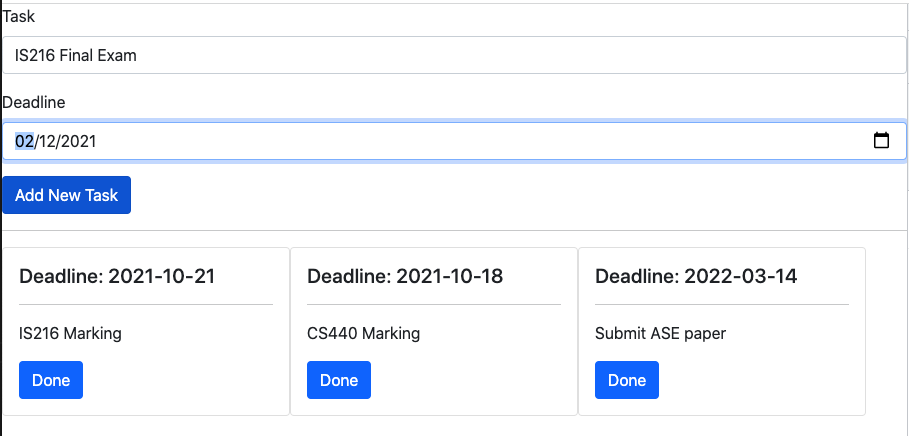 Task
IS216 Final Exam
Deadline
02/12/2021
Add New Task
Deadline: 2021-10-21
IS216 Marking
Done
Deadline: 2021-10-18
CS440 Marking
Done
Deadline: 2022-03-14
Submit ASE paper
Done